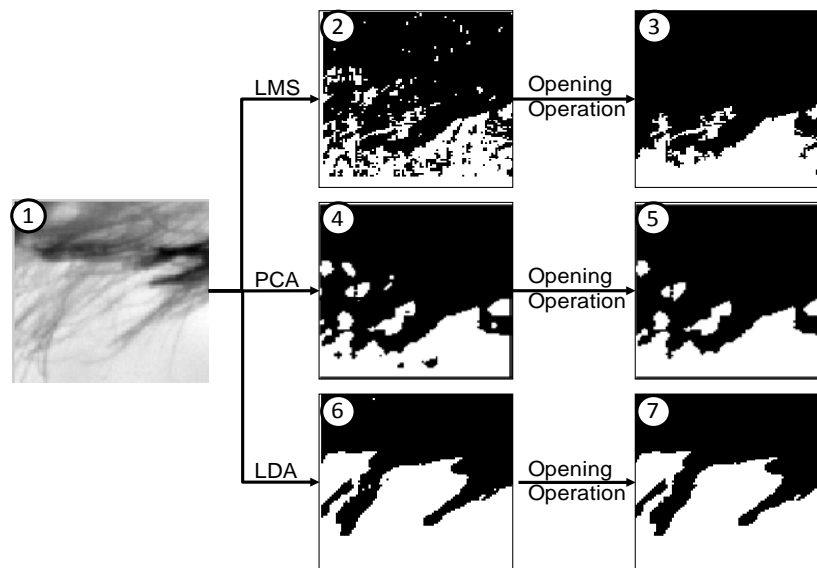 2
3
LMS
Opening
Operation
1
4
5
PCA
Opening
Operation
6
7
LDA
Opening
Operation